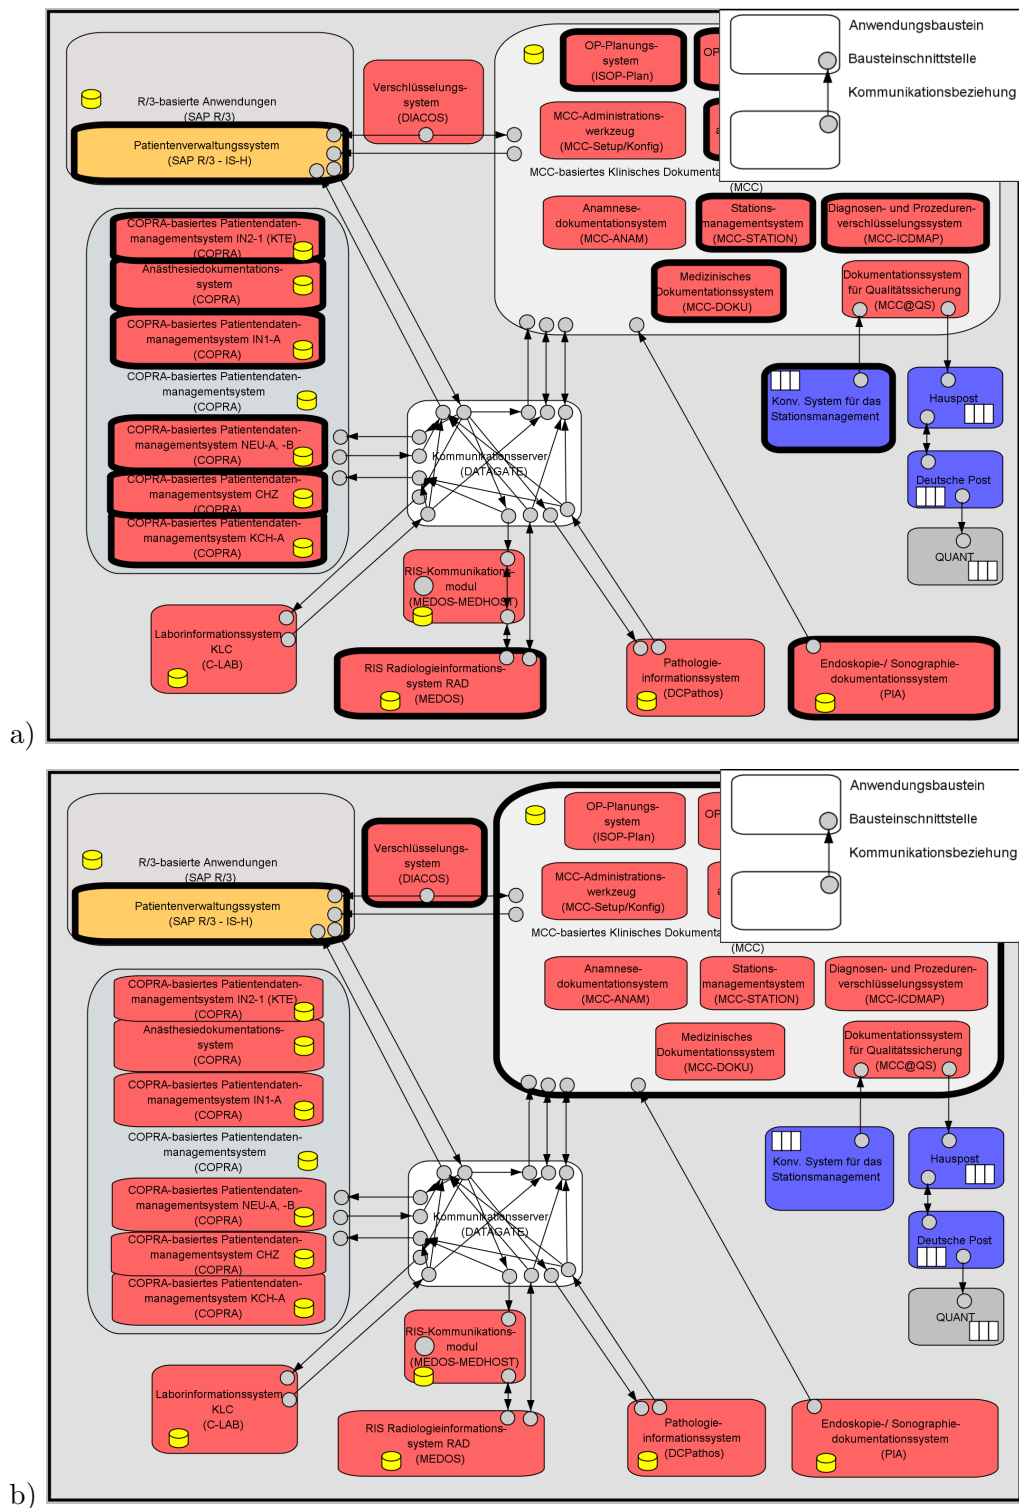 Anwendungsbaustein
Bausteinschnittstelle
Kommunikationsbeziehung
R/3-basierte Anwendungen
(SAP R/3)
Patientenverwaltungssystem
(SAP R/3 - IS-H)
Verschlüsselungs-
system
(DIACOS)
OP-Planungs-
system
(ISOP-Plan)
OP
MCC-Administrations-
werkzeug
(MCC-Setup/Konfig)
a
MCC-basiertes Klinisches Dokumenta
(MCC)
Anamnese-
dokumentationsystem
(MCC-ANAM)
Stations-
managementsystem
(MCC-STATION)
Diagnosen- und Prozeduren-
verschlüsselungssystem
(MCC-ICDMAP)
Medizinisches
Dokumentationssystem
(MCC-DOKU)
Dokumentationssystem
für Qualitätssicherung
(MCC@QS)
COPRA-basiertes Patientendaten-
managementsystem IN2-1 (KTE)
(COPRA)
Anästhesiedokumentations-
system
(COPRA)
COPRA-basiertes Patientendaten-
managementsystem IN1-A
(COPRA)
COPRA-basiertes Patientendaten-
managementsystem
(COPRA)
COPRA-basiertes Patientendaten-
managementsystem NEU-A, -B
(COPRA)
COPRA-basiertes Patientendaten-
managementsystem CHZ
(COPRA)
COPRA-basiertes Patientendaten-
managementsystem KCH-A
(COPRA)
Konv. System für das
Stationsmanagement
Hauspost
Deutsche Post
QUANT
Kommunikationsserver
(DATAGATE)
RIS-Kommunikations-
modul
(MEDOS-MEDHOST)
Laborinformationssystem
KLC
(C-LAB)
RIS Radiologieinformations-
system RAD
(MEDOS)
Pathologie-
informationssystem
(DCPathos)
Endoskopie-/ Sonographie-
dokumentationssystem
(PIA)
a)
Anwendungsbaustein
Bausteinschnittstelle
Kommunikationsbeziehung
R/3-basierte Anwendungen
(SAP R/3)
Patientenverwaltungssystem
(SAP R/3 - IS-H)
Verschlüsselungs-
system
(DIACOS)
OP-Planungs-
system
(ISOP-Plan)
OP
MCC-Administrations-
werkzeug
(MCC-Setup/Konfig)
a
MCC-basiertes Klinisches Dokumenta
(MCC)
Anamnese-
dokumentationsystem
(MCC-ANAM)
Stations-
managementsystem
(MCC-STATION)
Diagnosen- und Prozeduren-
verschlüsselungssystem
(MCC-ICDMAP)
Medizinisches
Dokumentationssystem
(MCC-DOKU)
Dokumentationssystem
für Qualitätssicherung
(MCC@QS)
COPRA-basiertes Patientendaten-
managementsystem IN2-1 (KTE)
(COPRA)
Anästhesiedokumentations-
system
(COPRA)
COPRA-basiertes Patientendaten-
managementsystem IN1-A
(COPRA)
COPRA-basiertes Patientendaten-
managementsystem
(COPRA)
COPRA-basiertes Patientendaten-
managementsystem NEU-A, -B
(COPRA)
COPRA-basiertes Patientendaten-
managementsystem CHZ
(COPRA)
COPRA-basiertes Patientendaten-
managementsystem KCH-A
(COPRA)
Konv. System für das
Stationsmanagement
Hauspost
Deutsche Post
QUANT
Kommunikationsserver
(DATAGATE)
RIS-Kommunikations-
modul
(MEDOS-MEDHOST)
Laborinformationssystem
KLC
(C-LAB)
RIS Radiologieinformations-
system RAD
(MEDOS)
Pathologie-
informationssystem
(DCPathos)
Endoskopie-/ Sonographie-
dokumentationssystem
(PIA)
b)